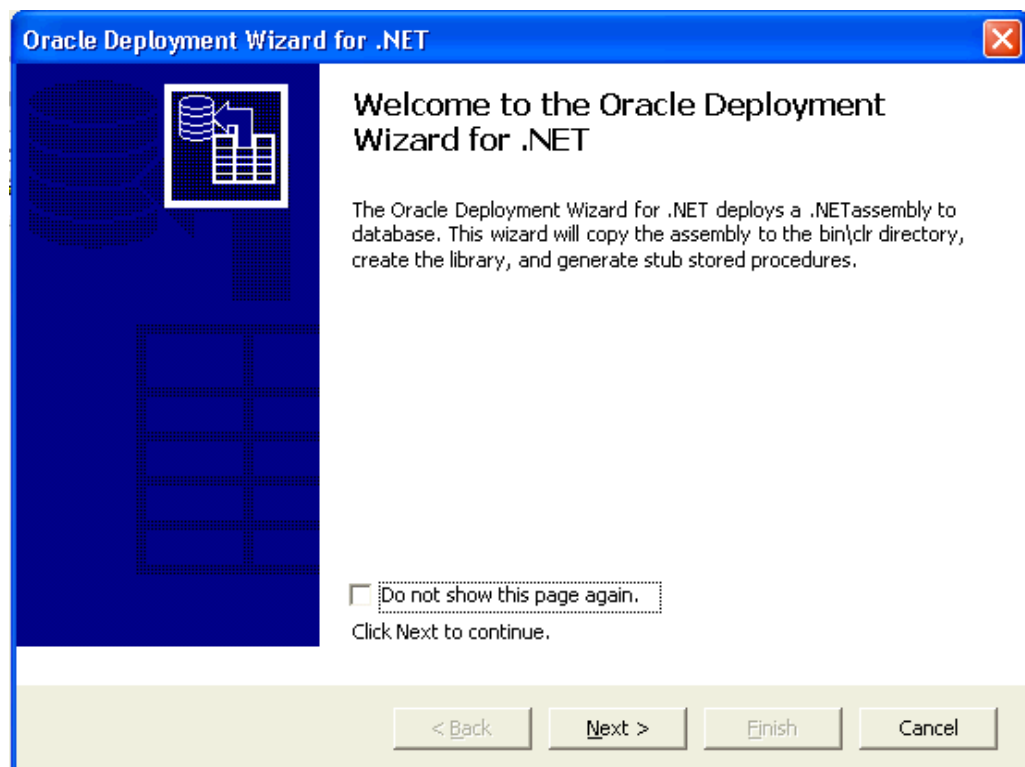 Oracle Deployment Wizard for .NET
Welcome to the Oracle Deployment
Wizard for .NET
The Oracle Deployment Wizard for .NET deploys a .NETassembly to
database. This wizard will copy the assembly to the bin\clr directory,
create the library, and generate stub stored procedures.
Do not show this page again.
Click Next to continue.
< Back
Next >
Finish
Cancel